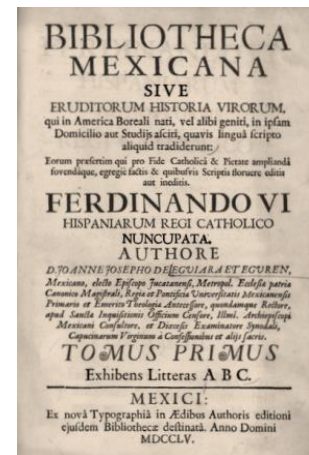 BIBLIOTHECA
MEXICANA
SIVE
ERUDITORUM HISTORIA VIRORUM,
qui in America Boreali nati, vel alibi geniti, in ipsam
Domicilio aut Studijs asciti, quavis linguâ scripto
aliquid tradiderunt:
Eorum præsertim qui pro Fide Catholicâ & Pietate ampliandâ
fovendâque, egregiè factis & quibusvis Scriptis floruere editis
aut ineditis.
FERDINANDO VI
HISPANIARUM REGI CATHOLICO
NUNCUPATA.
AUTHORE
D. JOANNE JOSEPHO DE EGUIARA ET EGUREN,
Mexicano, electo Episcopo Jucatanensi, Metropol. Ecclesiæ patriæ
Canonico Magistrali, Regiæ et Pontificiæ Universitatis Mexicanensis
Primario et Emerito Theologiæ Antecessore, quondamque Rectore,
apud Sanctæ Inquisitionis Officium Censore, Illmi. Archiepiscopi
Mexicani Consultore, et Diœcesis Examinatore Synodali,
Capucinarum Virginum à Confessionibus et alijs sacris.
TOMUS PRIMUS
Exhibens Litteras A B C.
MEXICI:
Ex novâ Typographiâ in Ædibus Authoris editioni
ejusdem Bibliothecæ destinatâ. Anno Domini
MDCCLV.